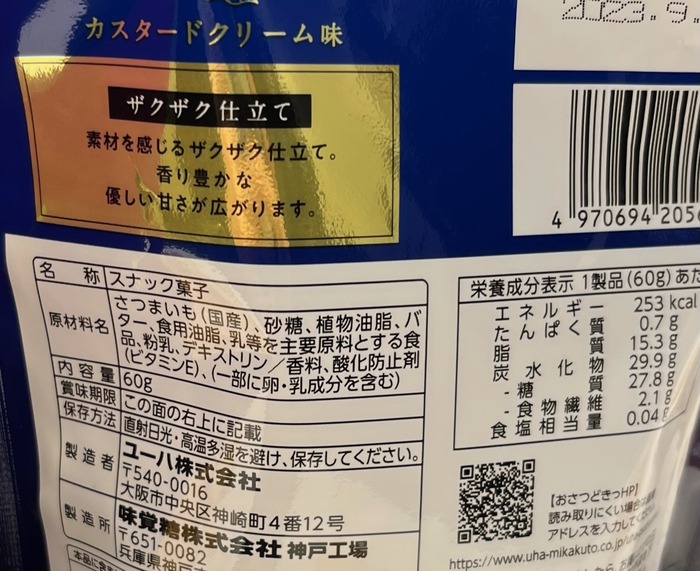 カスタードクリーム味
2023.9.
ザクザク仕立て
素材を感じるザクザク仕立て。
香り豊かな
優しい甘さが広がります。
4 970694 205
名 称 スナック菓子
原材料名 さつまいも(国産)、砂糖、植物油脂、バ
ター、食用油脂、乳等を主要原料とする食
品、粉乳、デキストリン/香料、酸化防止剤
(ビタミンE)、(一部に卵・乳成分を含む)
内容量 60g
賞味期限 この面の右上に記載
保存方法 直射日光・高温多湿を避け、保存してください。
製造者 ユーハ株式会社
〒540-0016
大阪市中央区神崎町4番12号
製造所 味覚糖株式会社 神戸工場
〒651-0082
兵庫県神戸市
栄養成分表示 1製品(60g)あた
エネルギー 253 kcal
たんぱく質 0.7 g
脂質 15.3 g
炭水化物 29.9 g
-糖質 27.8 g
-食物繊維 2.1 g
食塩相当量 0.04 g
【おさつどきっHP】
読み取りにくい場合は
アドレスを入力してくだ
https://www.uha-mikakuto.co.jp/